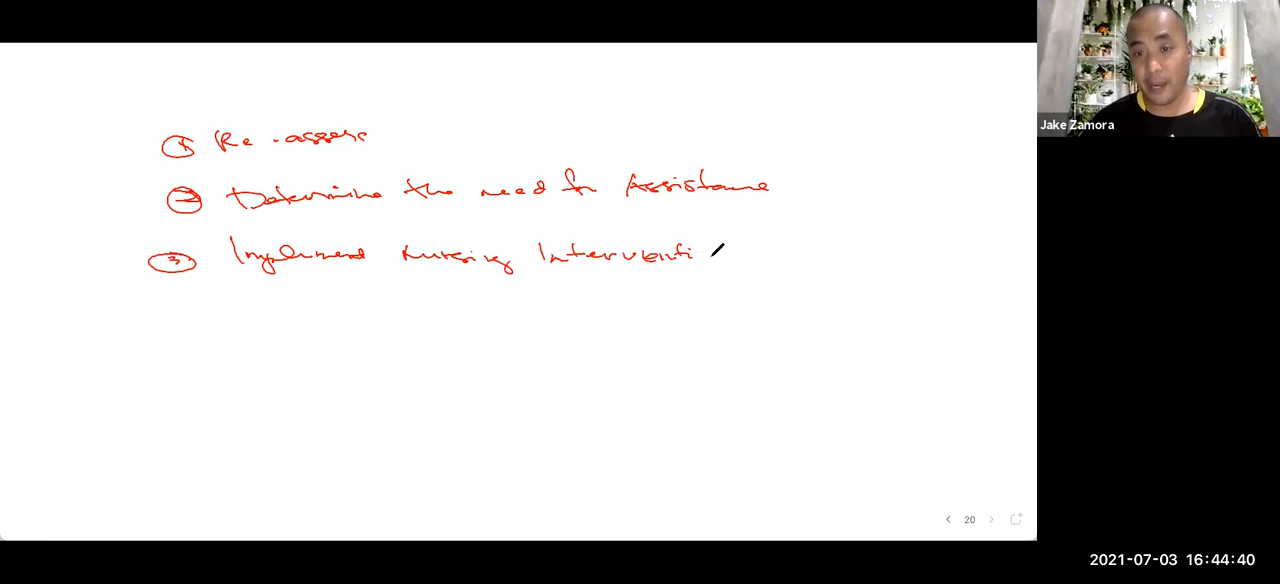 Jake Zamora
1 Re-assess
2 Determine the need for Assistance
3. Implement Nursing Interventi
20
2021-07-03 16:44:40